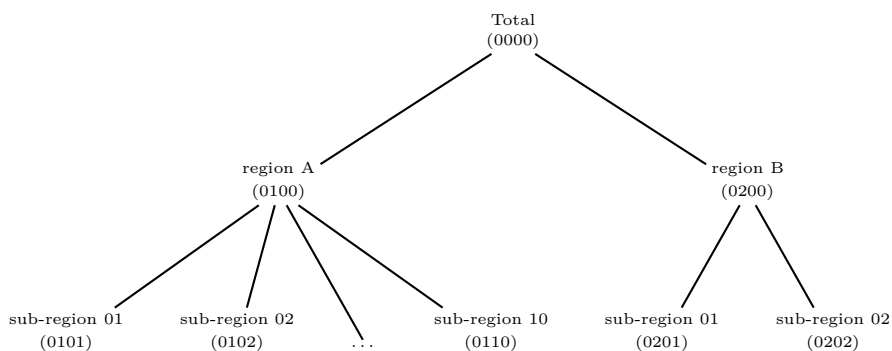 Total
(0000)
region A
(0100)
region B
(0200)
sub-region 01
(0101)
sub-region 02
(0102)
...
sub-region 10
(0110)
sub-region 01
(0201)
sub-region 02
(0202)